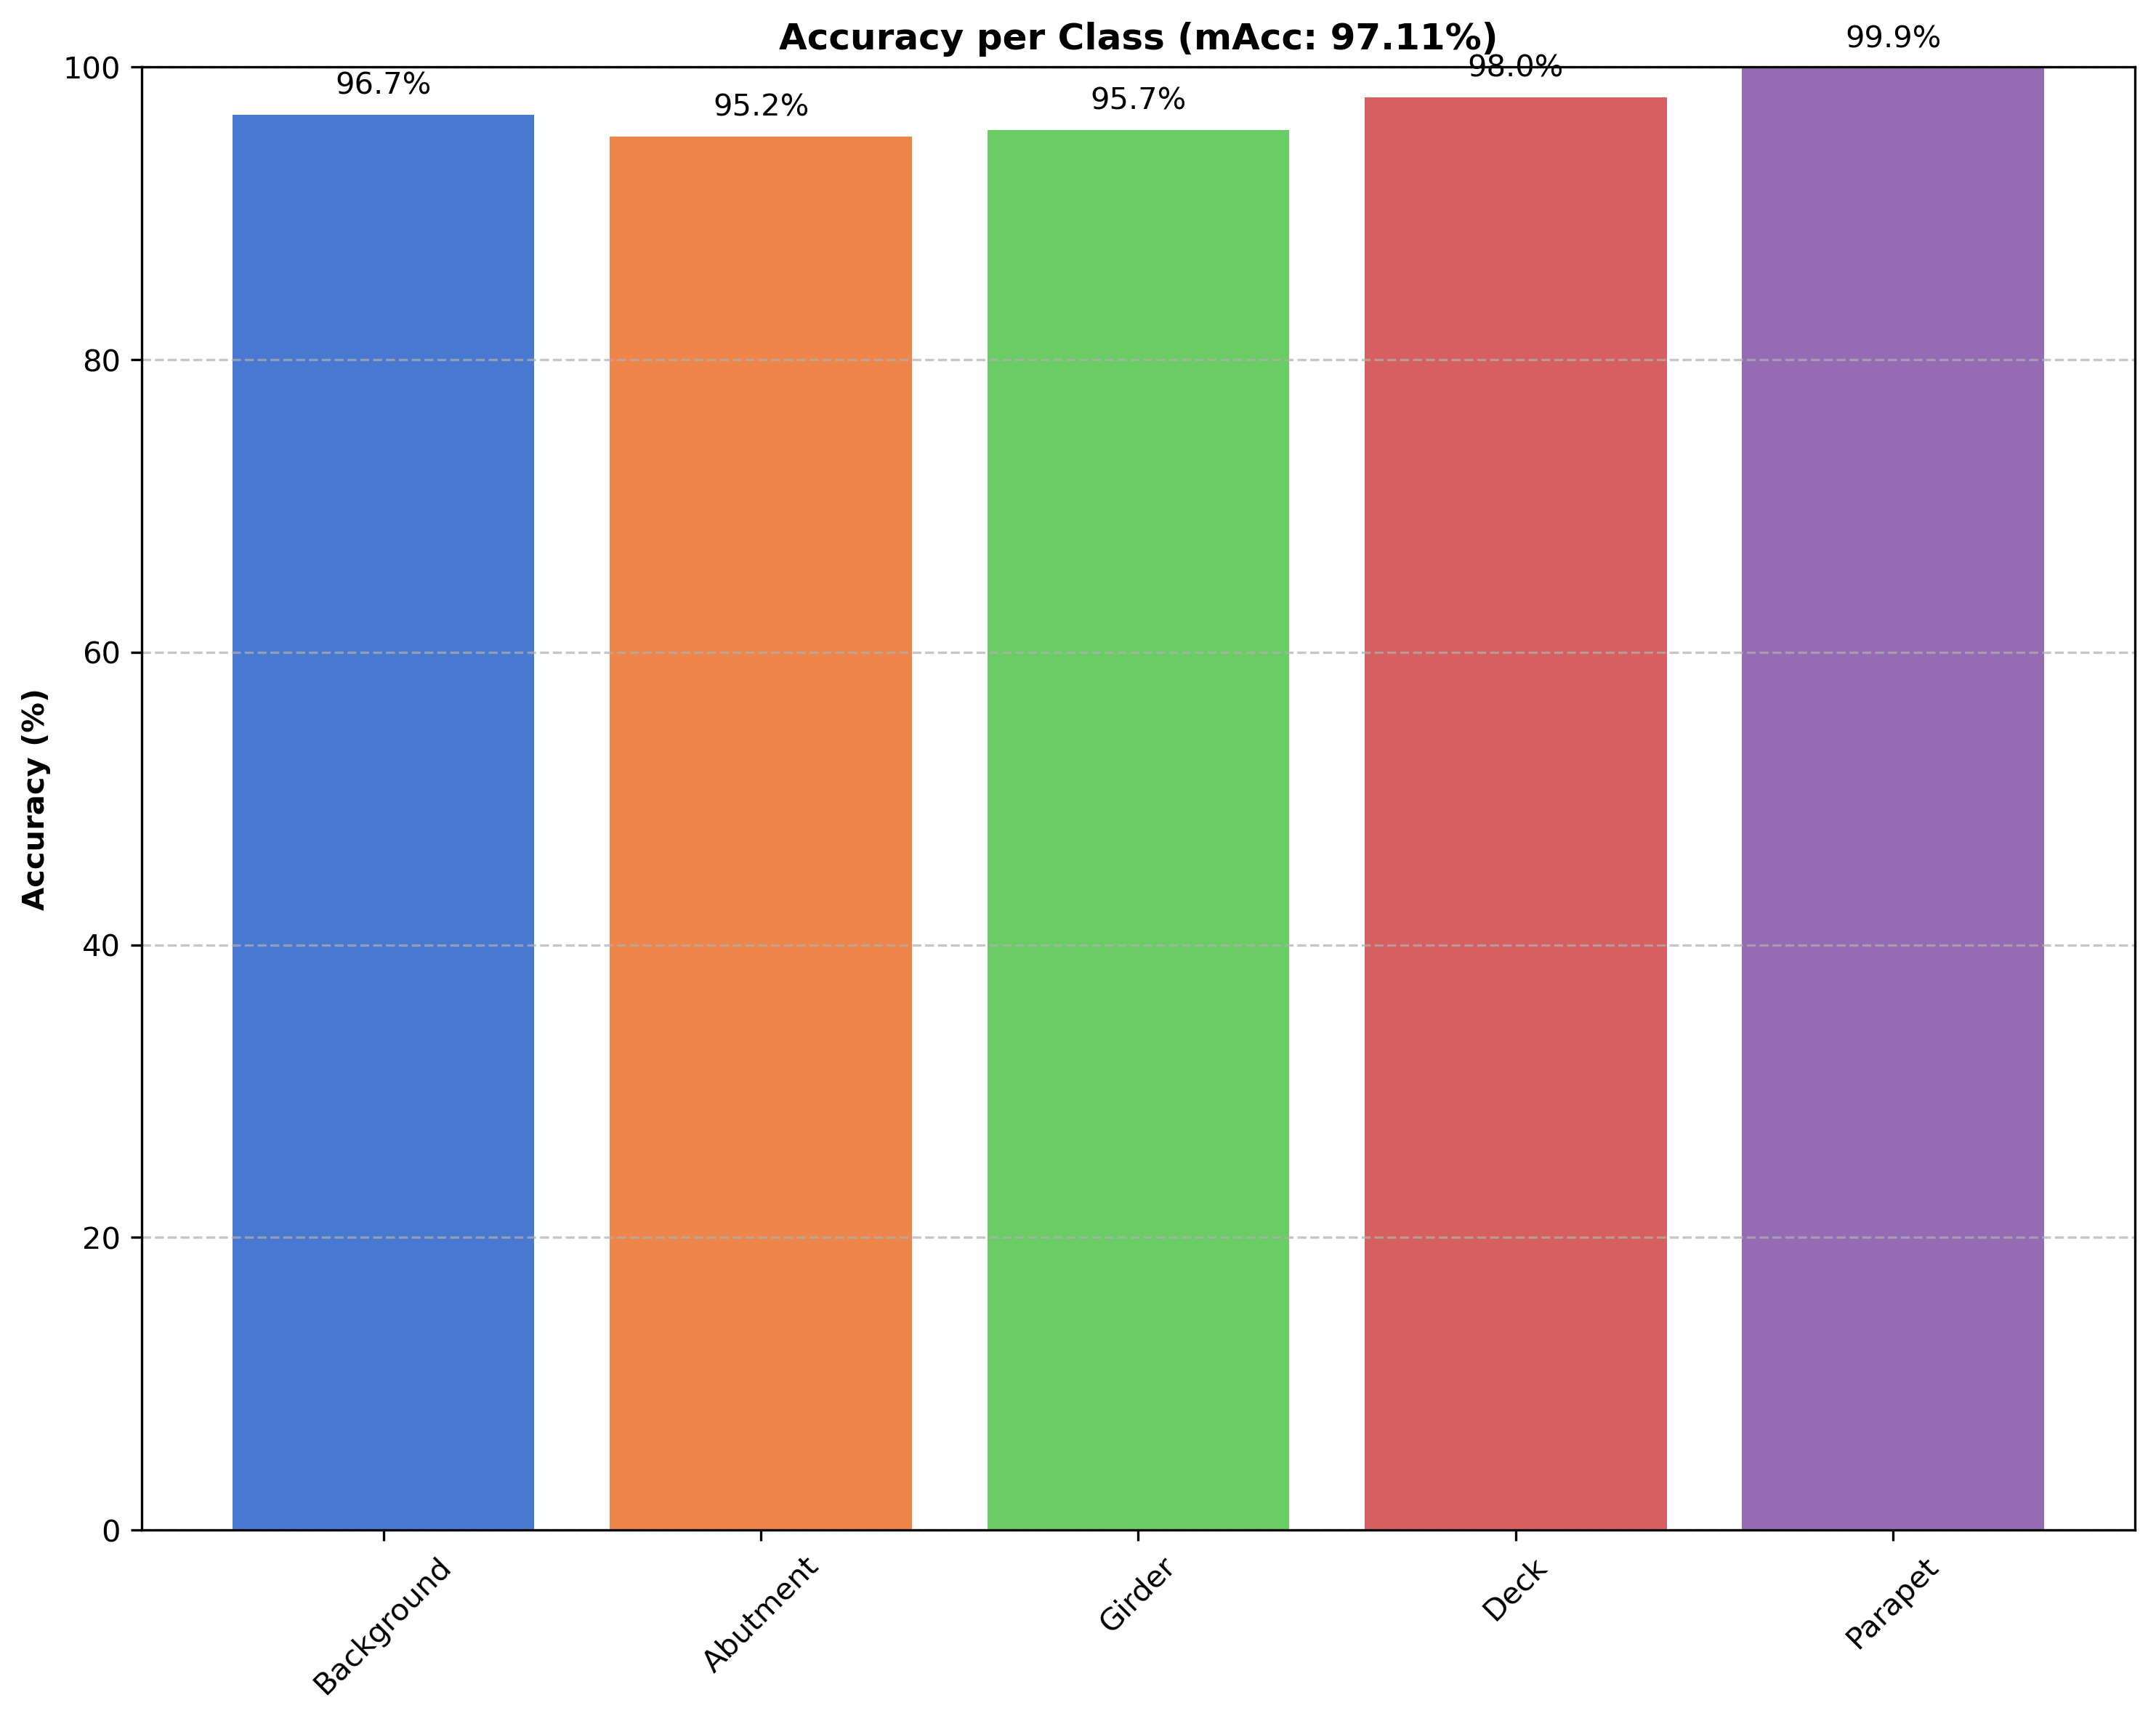 Accuracy per Class (mAcc: 97.11%)
99.9%
98.0%
96.7%
95.7%
95.2%
100
80
60
40
20
0
Accuracy (%)
Background
Abutment
Girder
Deck
Parapet